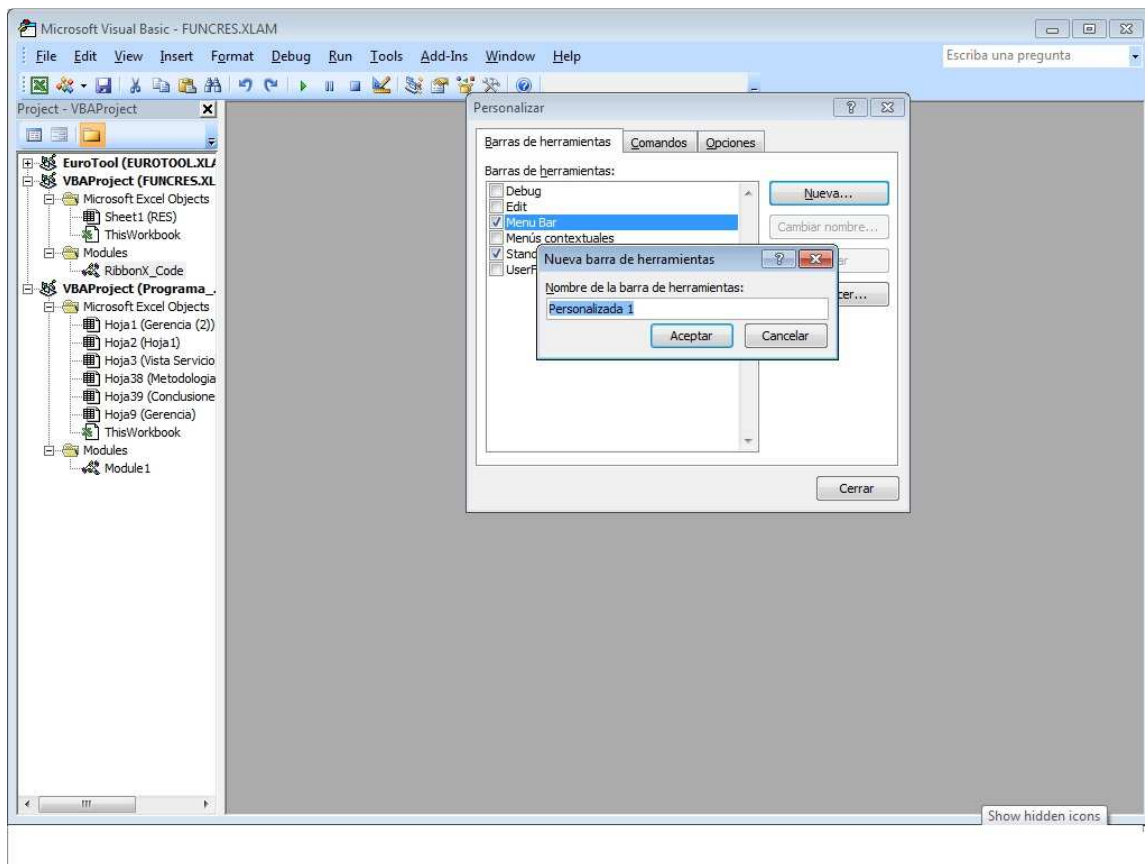 Microsoft Visual Basic - FUNCRES.XLAM
File Edit View Insert Format Debug Run Tools Add-Ins Window Help
Escriba una pregunta
Project - VBAProject
EuroTool (EUROTOOL.XLA
VBAProject (FUNCRES.XL
Microsoft Excel Objects
Sheet1 (RES)
ThisWorkbook
Modules
RibbonX_Code
VBAProject (Programa_.
Microsoft Excel Objects
Hoja1 (Gerencia (2))
Hoja2 (Hoja1)
Hoja3 (Vista Servicio
Hoja38 (Metodologia
Hoja39 (Conclusione
Hoja9 (Gerencia)
ThisWorkbook
Modules
Module1
Personalizar
Barras de herramientas Comandos Opciones
Barras de herramientas:
Debug
Edit
Menu Bar
Menús contextuales
Stand
UserF
Nueva...
Cambiar nombre...
ar
cer...
Nueva barra de herramientas
Nombre de la barra de herramientas:
Personalizada 1
Aceptar Cancelar
Cerrar
Show hidden icons